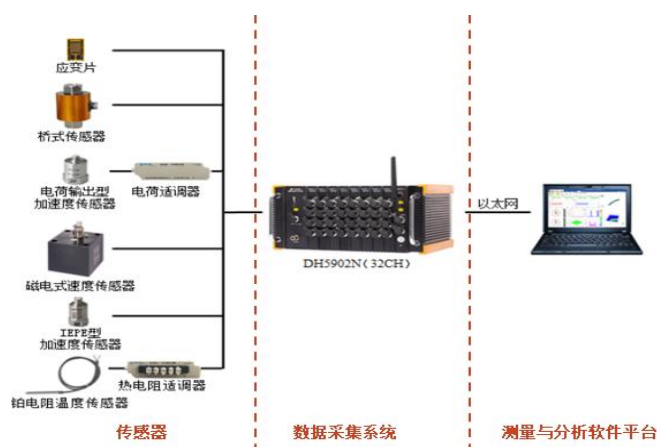 应变片
桥式传感器
电荷输出型
加速度传感器
电荷适调器
磁电式速度传感器
IEPE型
加速度传感器
热电阻适调器
铂电阻温度传感器
DH5902N(32CH)
以太网
传感器
数据采集系统
测量与分析软件平台